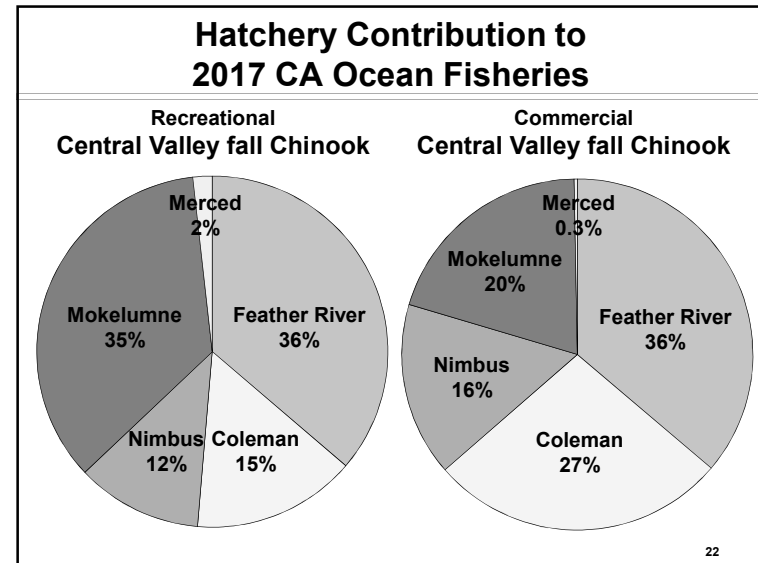 Hatchery Contribution to
2017 CA Ocean Fisheries
Recreational
Central Valley fall Chinook
Merced
2%
Mokelumne
35%
Feather River
36%
Nimbus
12%
Coleman
15%
Commercial
Central Valley fall Chinook
Merced
0.3%
Mokelumne
20%
Feather River
36%
Nimbus
16%
Coleman
27%
22